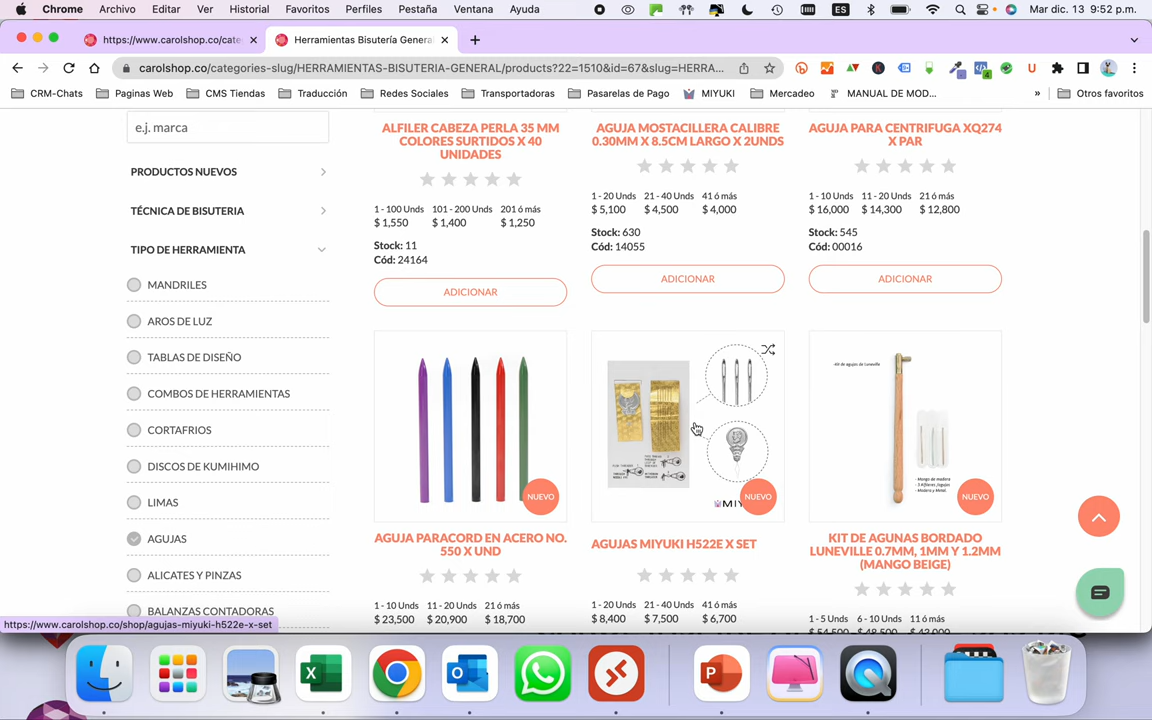 Chrome Archivo Editar Ver Historial Favoritos Perfiles Pestaña Ventana Ayuda ES Mar. dic. 13 9:52 p.m.
https://www.carolshop.co/cate Herramientas Bisutería Genera
carolshop.co/categories-slug/HERRAMIENTAS-BISUTERIA-GENERAL/products?22=1510&id=67&slug=HERRA...
CRM-Chats Paginas Web CMS Tiendas Traducción Redes Sociales Transportadoras Pasarelas de Pago MIYUKI Mercadeo MANUAL DE MOD... » Otros favoritos
e.j. marca
PRODUCTOS NUEVOS
TÉCNICA DE BISUTERIA
TIPO DE HERRAMIENTA
MANDRILES
AROS DE LUZ
TABLAS DE DISEÑO
COMBOS DE HERRAMIENTAS
CORTAFRIOS
DISCOS DE KUMIHIMO
LIMAS
AGUJAS
ALICATES Y PINZAS
BALANZAS CONTADORAS
ALFILER CABEZA PERLA 35 MM
COLORES SURTIDOS X 40
UNIDADES
1 - 100 Unds 101 - 200 Unds 201 ó más
$ 1,550 $ 1,400 $ 1,250
Stock: 11
Cód: 24164
ADICIONAR
AGUJA MOSTACILLERA CALIBRE
0.30MM X 8.5CM LARGO X 2UNDS
1 - 20 Unds 21 - 40 Unds 41 ó más
$ 5,100 $ 4,500 $ 4,000
Stock: 630
Cód: 14055
ADICIONAR
AGUJA PARA CENTRIFUGA XQ274
X PAR
1 - 10 Unds 11 - 20 Unds 21 ó más
$ 16,000 $ 14,300 $ 12,800
Stock: 545
Cód: 00016
ADICIONAR
NUEVO
AGUJA PARACORD EN ACERO NO.
550 X UND
1 - 10 Unds 11 - 20 Unds 21 ó más
$ 23,500 $ 20,900 $ 18,700
NUEVO
AGUJAS MIYUKI H522E X SET
1 - 20 Unds 21 - 40 Unds 41 ó más
$ 8,400 $ 7,500 $ 6,700
-Kit de agujas de Luneville
NUEVO
KIT DE AGUNAS BORDADO
LUNEVILLE 0.7MM, 1MM Y 1.2MM
(MANGO BEIGE)
1 - 5 Unds 6 - 10 Unds 11 ó más
$ 54,500 $ 48,500 $ 43,000
https://www.carolshop.co/shop/agujas-miyuki-h522e-x-set